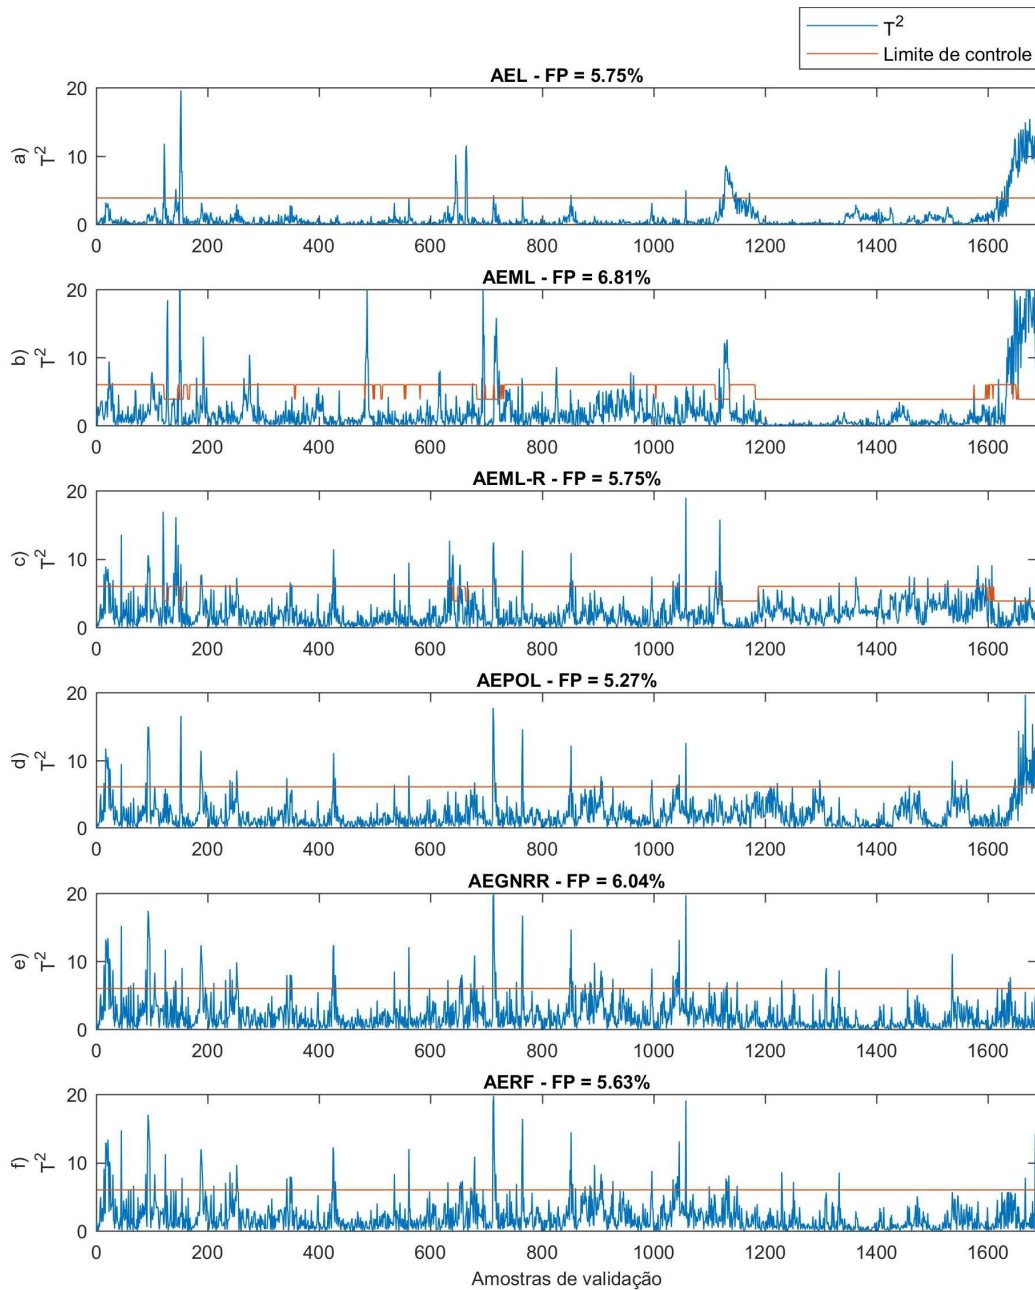 T²
Limite de controle
AEL - FP = 5.75%
a)
T²
20
10
0
0 200 400 600 800 1000 1200 1400 1600
AEML - FP = 6.81%
b)
T²
20
10
0
0 200 400 600 800 1000 1200 1400 1600
AEML-R - FP = 5.75%
c)
T²
20
10
0
0 200 400 600 800 1000 1200 1400 1600
AEPOL - FP = 5.27%
d)
T²
20
10
0
0 200 400 600 800 1000 1200 1400 1600
AEGNRR - FP = 6.04%
e)
T²
20
10
0
0 200 400 600 800 1000 1200 1400 1600
AERF - FP = 5.63%
f)
T²
20
10
0
0 200 400 600 800 1000 1200 1400 1600
Amostras de validação